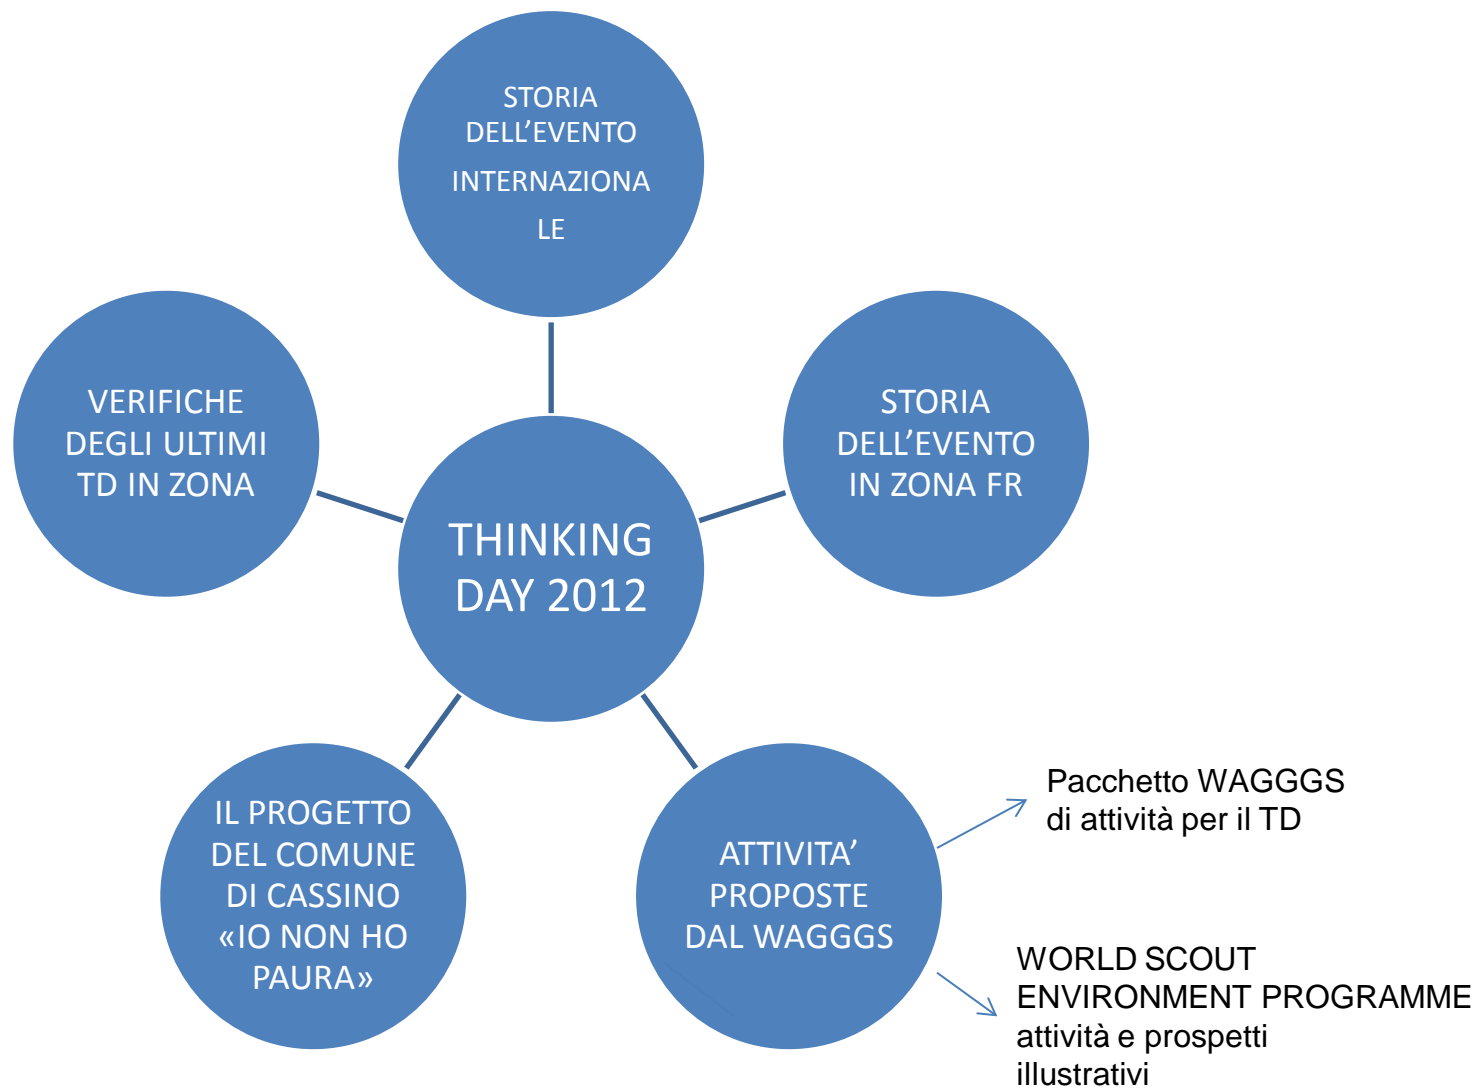 STORIA
DELL’EVENTO
INTERNAZIONA
LE
VERIFICHE
DEGLI ULTIMI
TD IN ZONA
STORIA
DELL’EVENTO
IN ZONA FR
THINKING
DAY 2012
IL PROGETTO
DEL COMUNE
DI CASSINO
«IO NON HO
PAURA»
ATTIVITA’
PROPOSTE
DAL WAGGGS
Pacchetto WAGGGS
di attività per il TD
WORLD SCOUT
ENVIRONMENT PROGRAMME
attività e prospetti
illustrativi